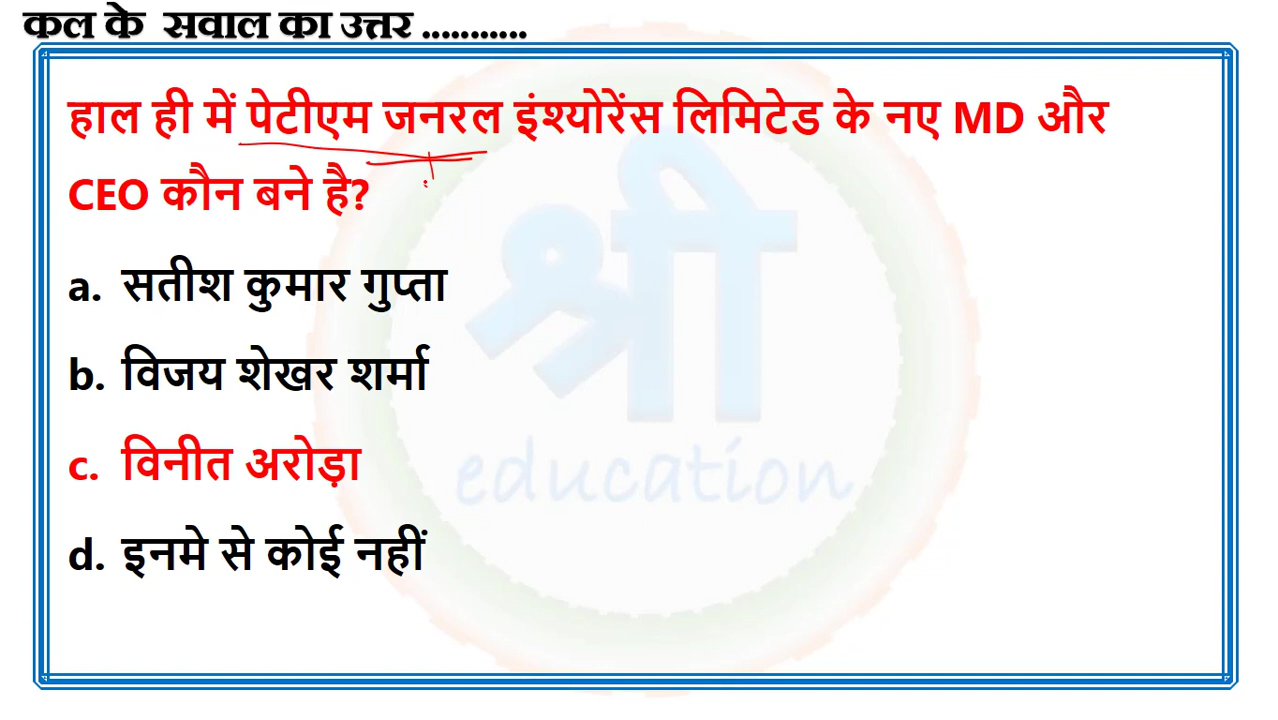 कल के सवाल का उत्तर ...........
हाल ही में पेटीएम जनरल इंश्योरेंस लिमिटेड के नए MD और
CEO कौन बने है?
a. सतीश कुमार गुप्ता
b. विजय शेखर शर्मा
c. विनीत अरोड़ा
d. इनमे से कोई नहीं
श्री
education